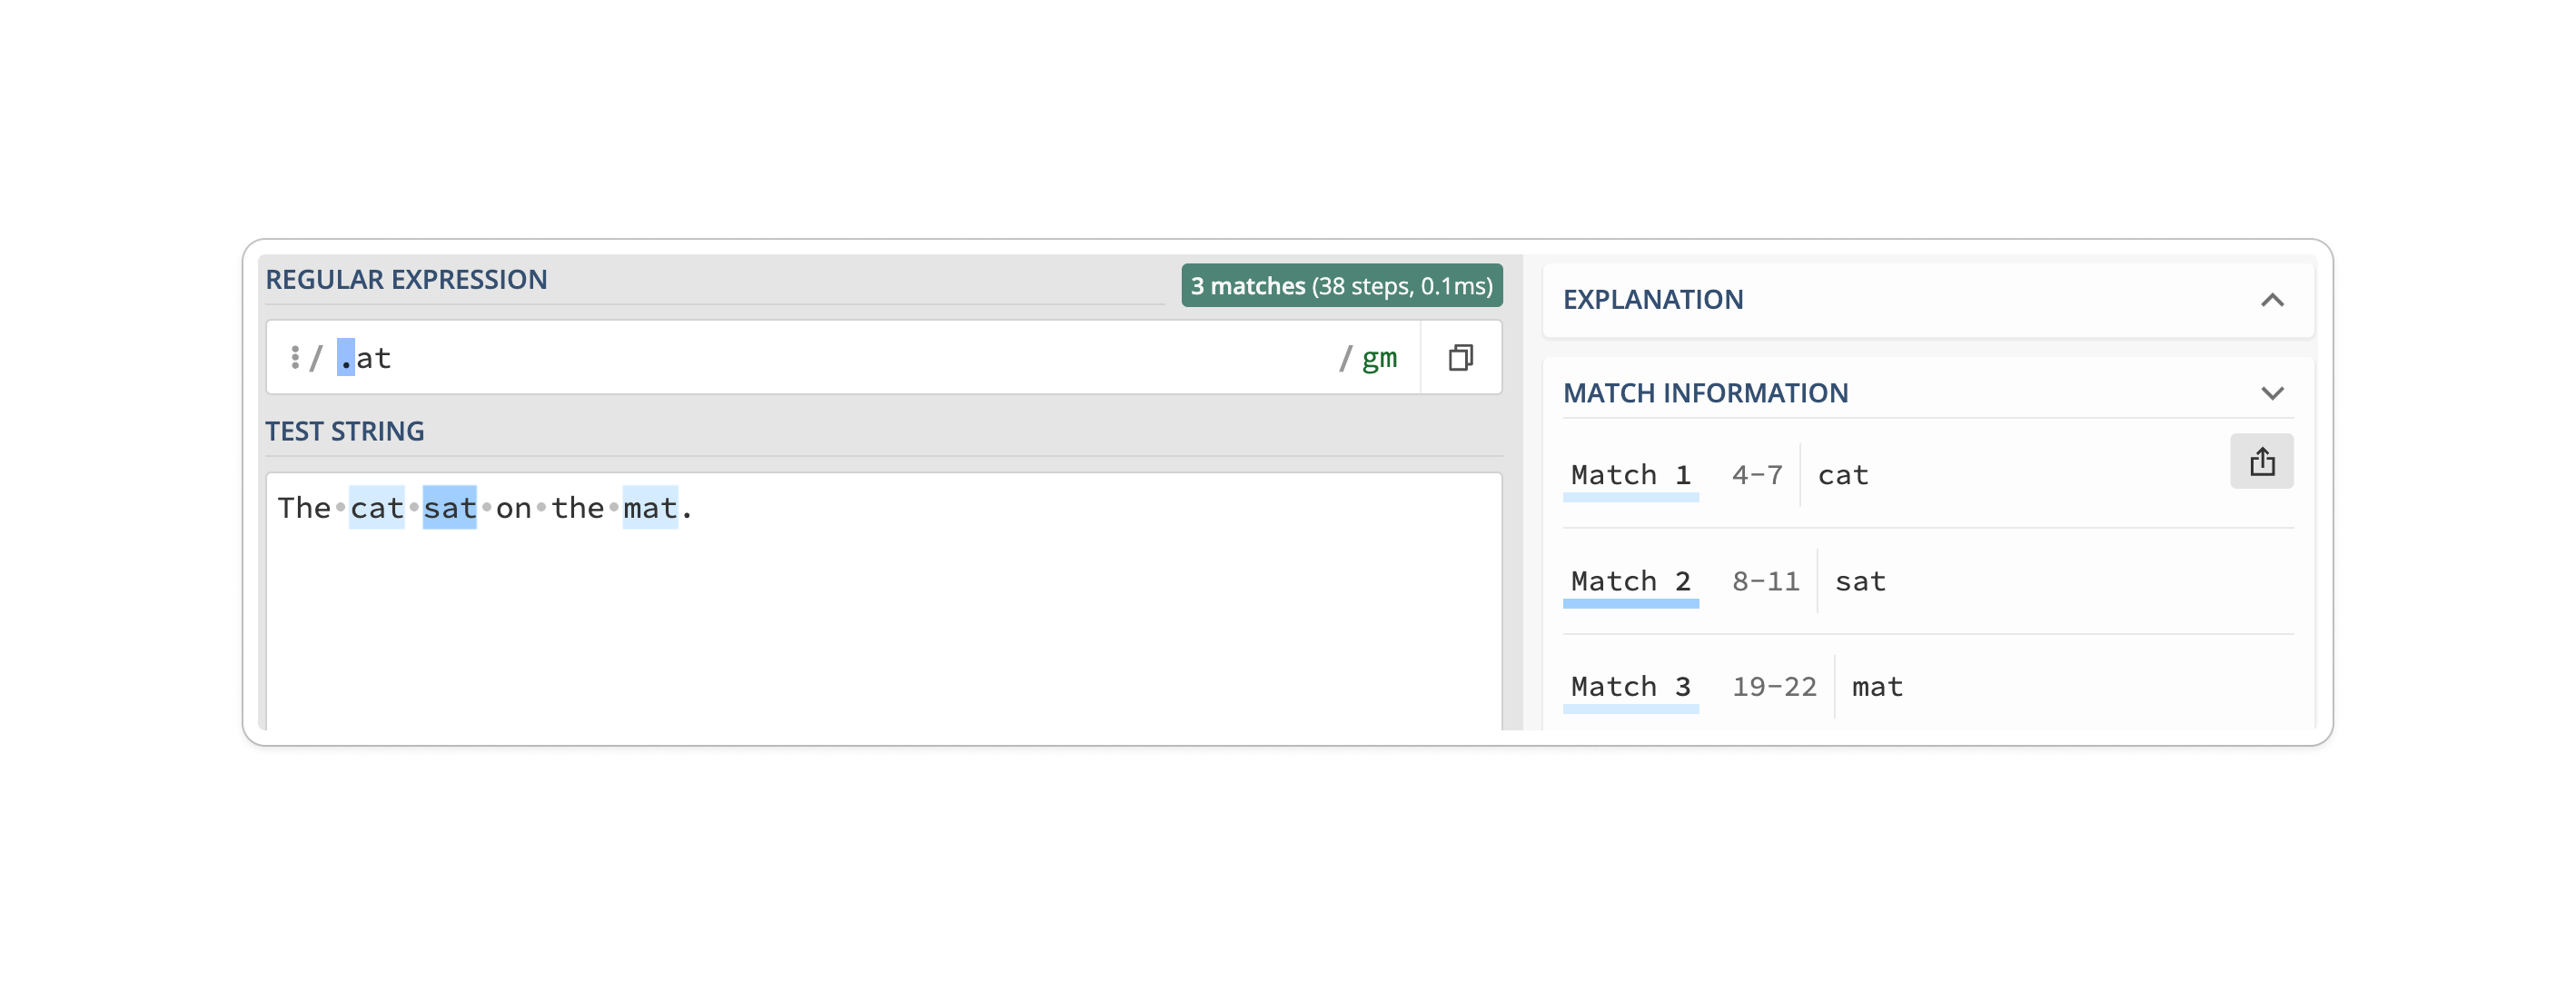 REGULAR EXPRESSION
3 matches (38 steps, 0.1ms)
/ .at / gm
TEST STRING
The·cat·sat·on·the·mat.
EXPLANATION
MATCH INFORMATION
Match 1 4-7 cat
Match 2 8-11 sat
Match 3 19-22 mat